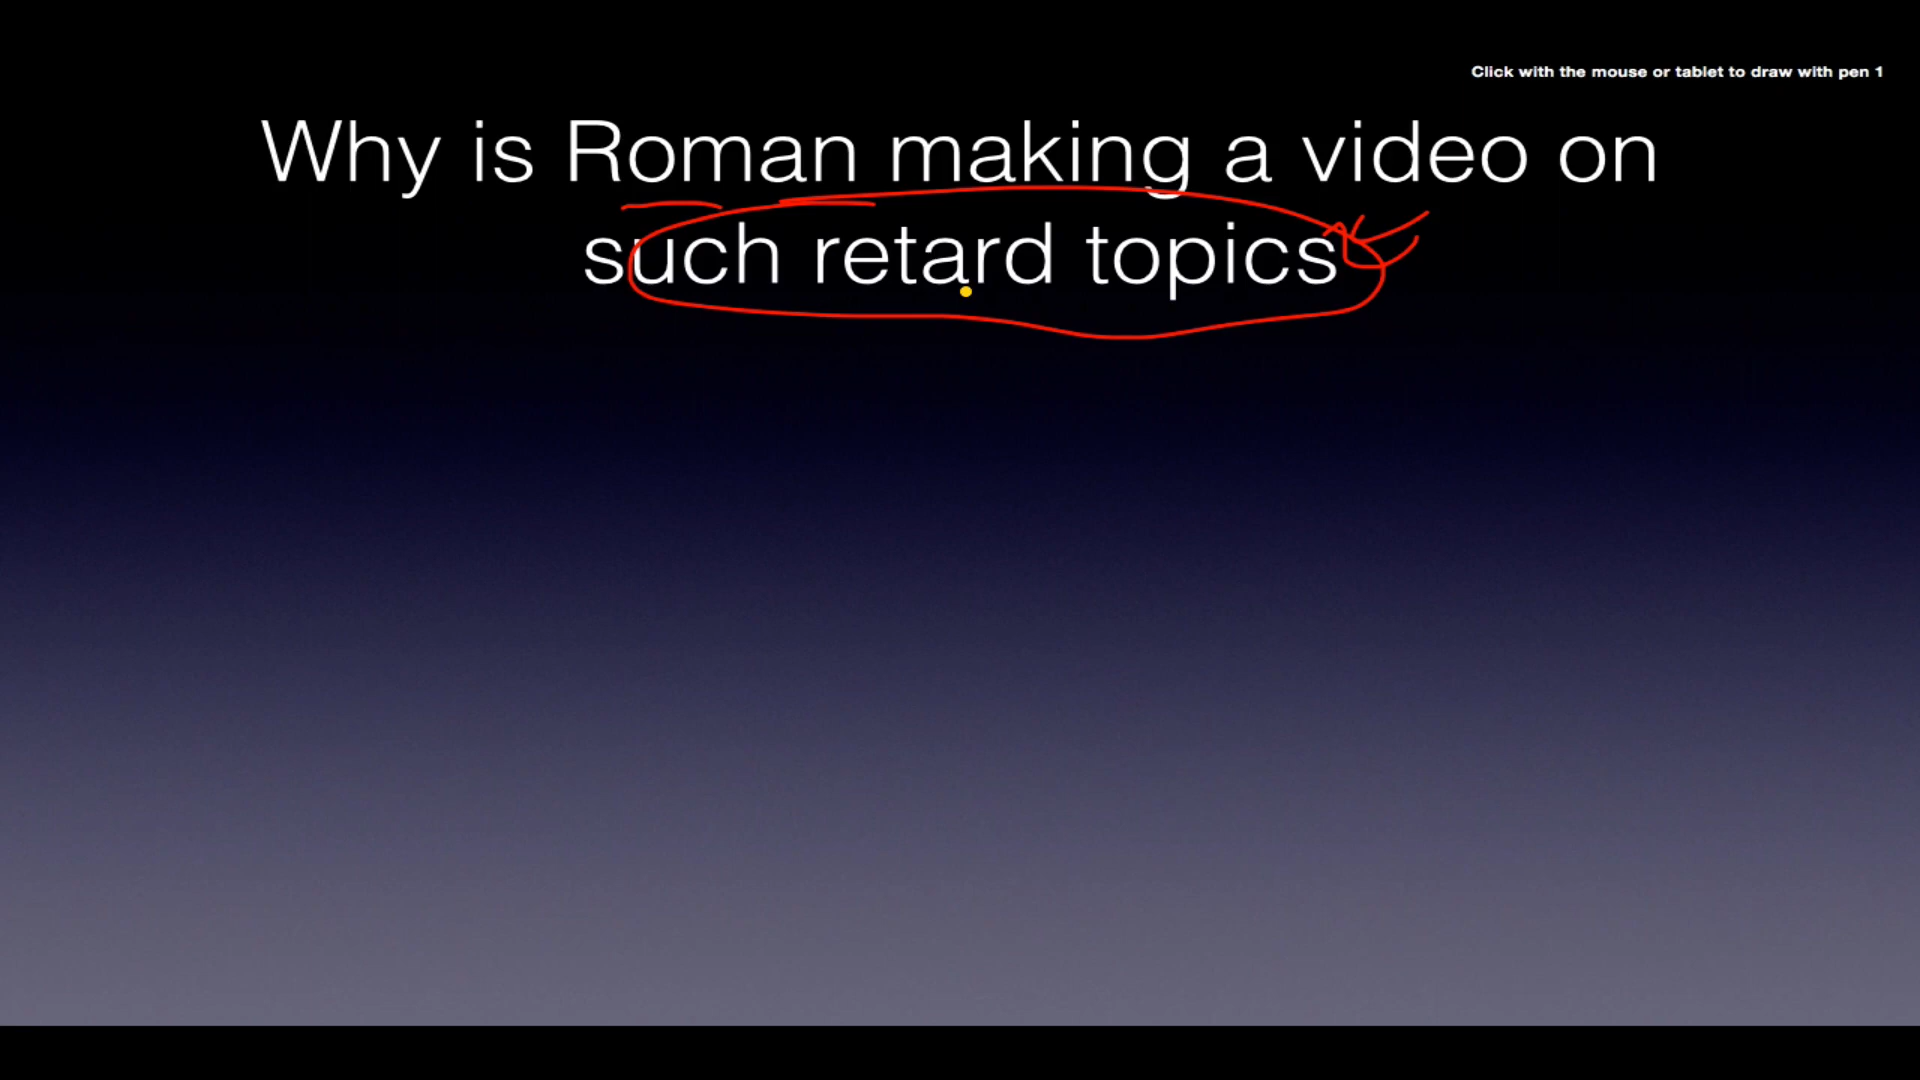 Click with the mouse or tablet to draw with pen 1
Why is Roman making a video on
such retard topics